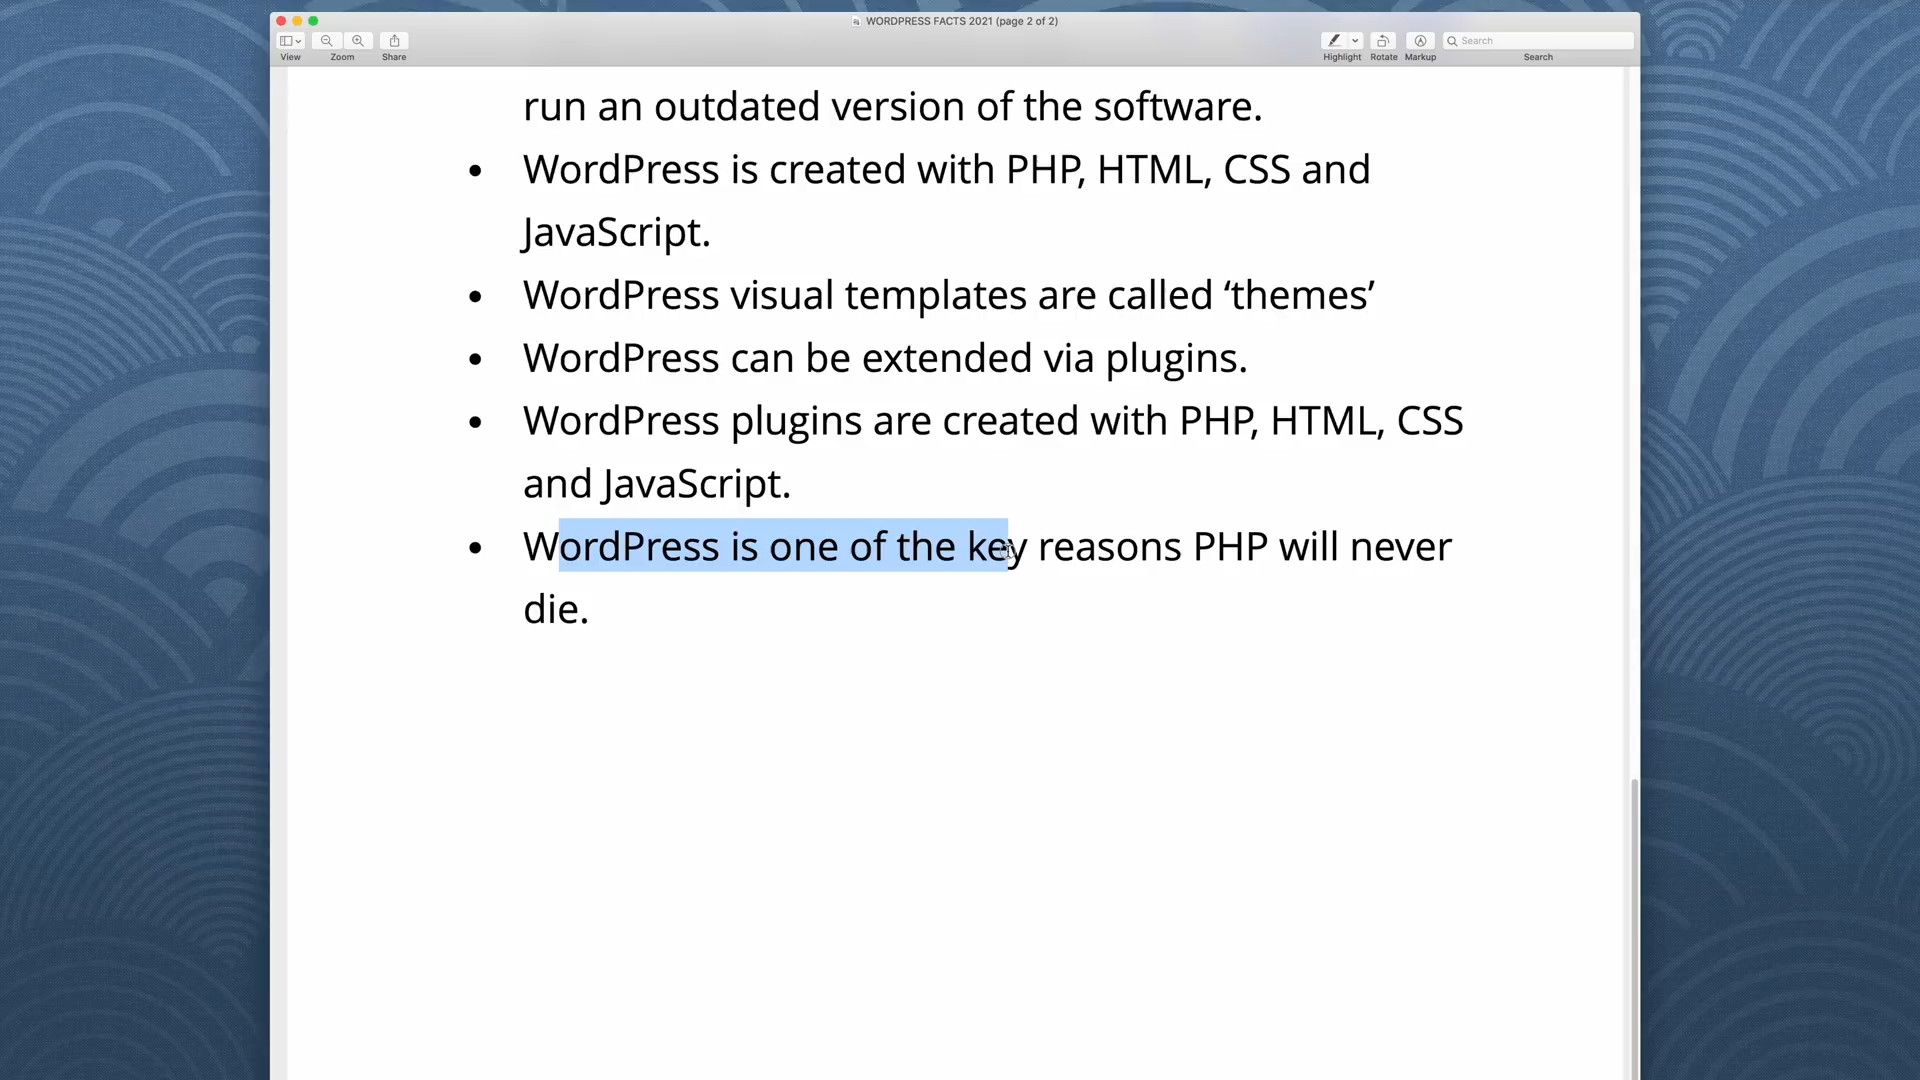 WORDPRESS FACTS 2021 (page 2 of 2)
View
Zoom
Share
Highlight
Rotate
Markup
Search
Search
run an outdated version of the software.
• WordPress is created with PHP, HTML, CSS and
JavaScript.
• WordPress visual templates are called ‘themes’
• WordPress can be extended via plugins.
• WordPress plugins are created with PHP, HTML, CSS
and JavaScript.
• WordPress is one of the key reasons PHP will never
die.